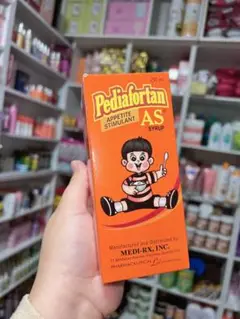 Pediafortan
APPETITE
STIMULANT
AS
SYRUP
Manufactured and Distributed by
MEDI-RX, INC.